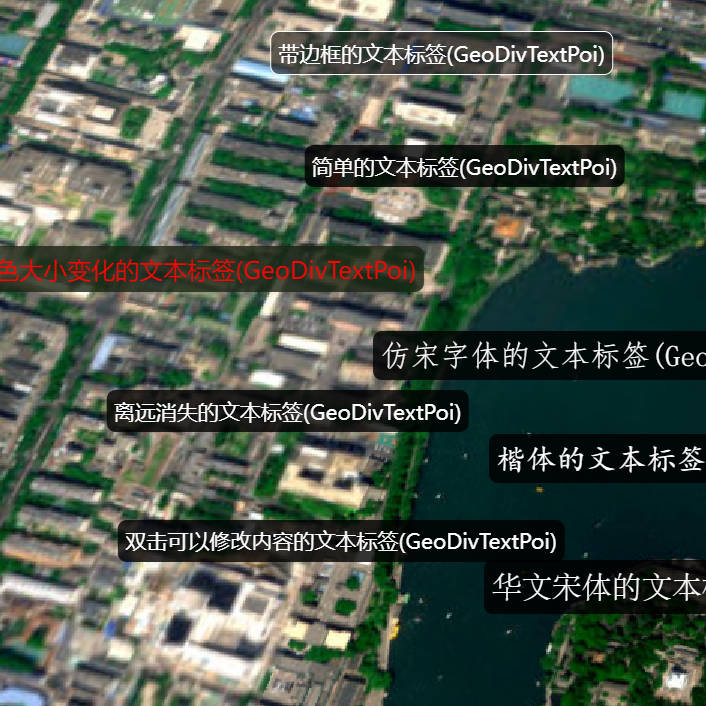 带边框的文本标签(GeoDivTextPoi)
简单的文本标签(GeoDivTextPoi)
色大小变化的文本标签(GeoDivTextPoi)
仿宋字体的文本标签(Geo
离远消失的文本标签(GeoDivTextPoi)
楷体的文本标签
双击可以修改内容的文本标签(GeoDivTextPoi)
华文宋体的文本